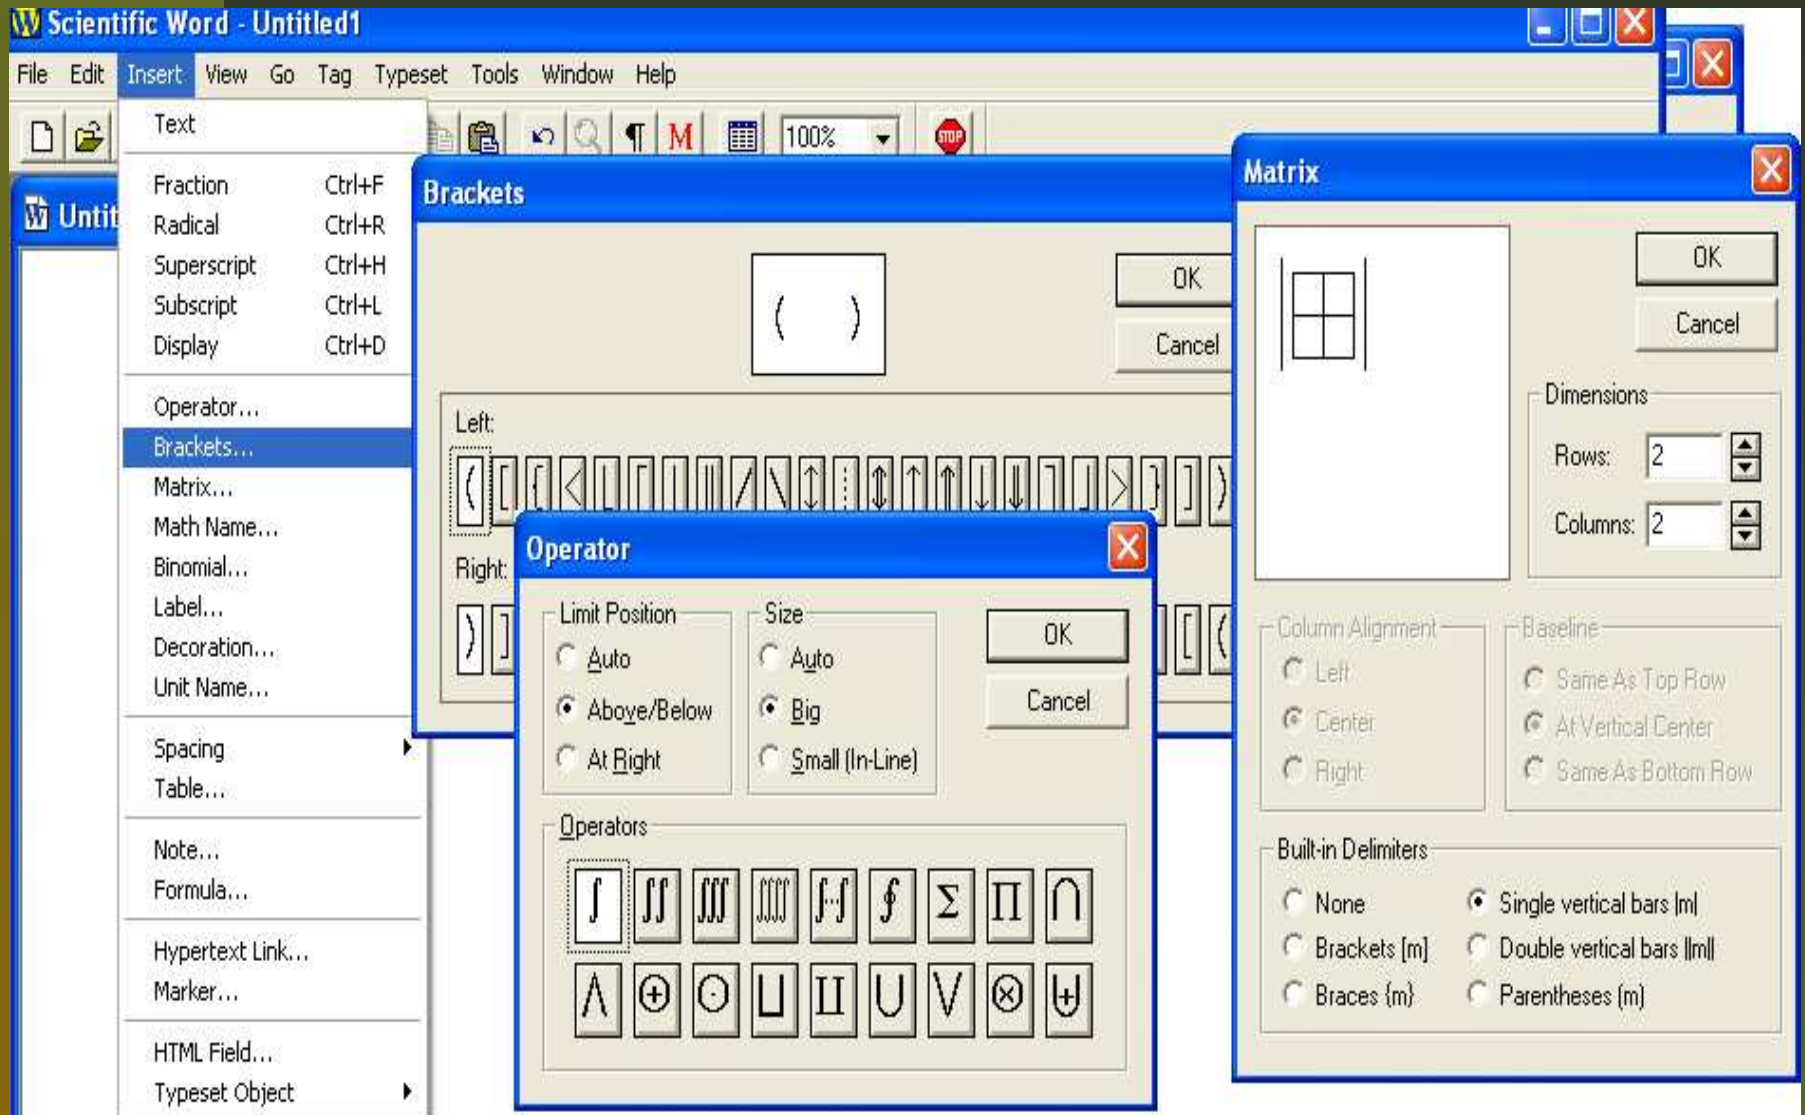 Scientific Word - Untitled1
File Edit Insert View Go Tag Typeset Tools Window Help
100%
STOP
M
Text
Fraction Ctrl+F
Radical Ctrl+R
Superscript Ctrl+H
Subscript Ctrl+L
Display Ctrl+D
Operator...
Brackets...
Matrix...
Math Name...
Binomial...
Label...
Decoration...
Unit Name...
Spacing
Table...
Note...
Formula...
Hypertext Link...
Marker...
HTML Field...
Typeset Object
Untit
Brackets
( )
OK
Cancel
Left:
Right:
Operator
Limit Position
Auto
Above/Below
At Right
Size
Auto
Big
Small (In-Line)
OK
Cancel
Operators
∫ ∬ ∭ ⨌ ∫···∫ ∮ Σ Π ⋂
⋀ ⊕ ⊙ ⊔ ∐ ⋃ ⋁ ⊗ ⊎
Matrix
OK
Cancel
Dimensions
Rows: 2
Columns: 2
Column Alignment
Left
Center
Right
Baseline
Same As Top Row
At Vertical Center
Same As Bottom Row
Built-in Delimiters
None Single vertical bars |m|
Brackets [m] Double vertical bars ||m||
Braces {m} Parentheses (m)